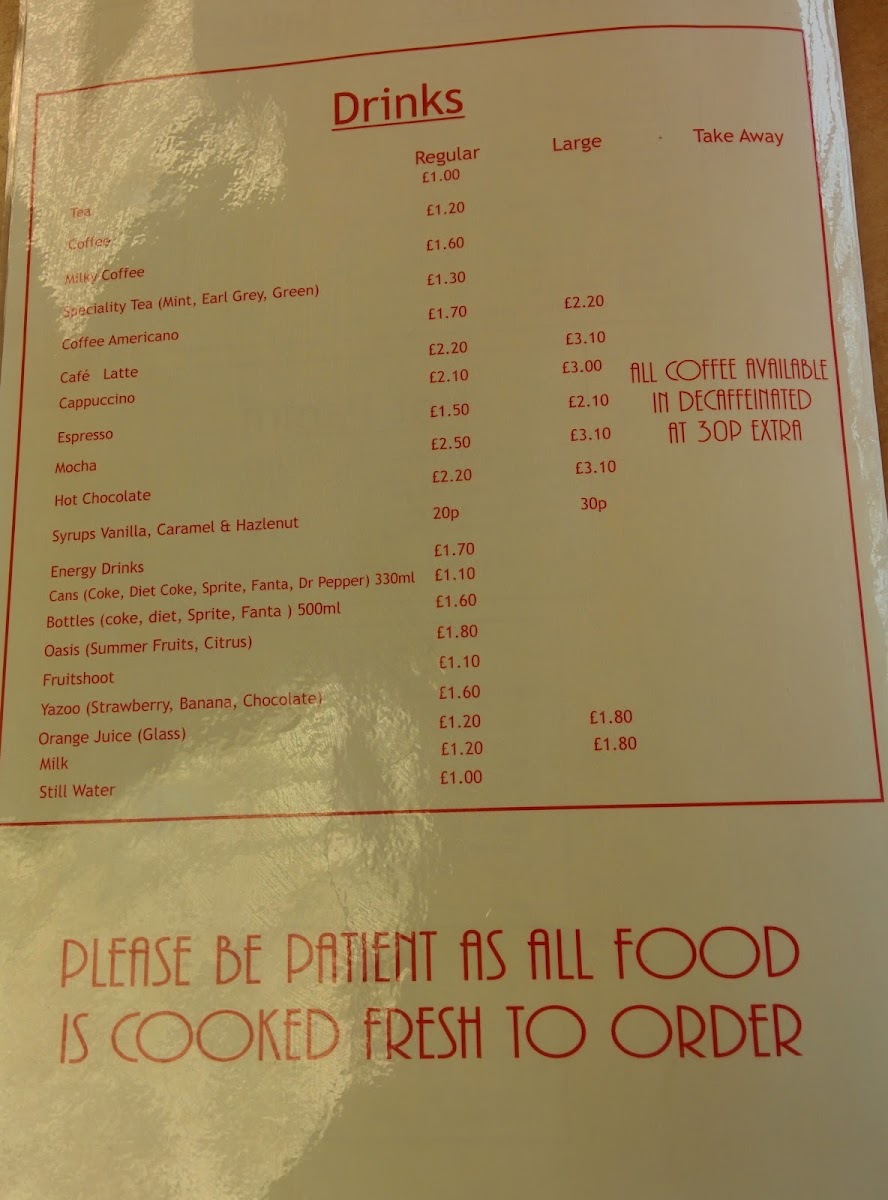 Drinks
Regular Large Take Away
Tea £1.00
Coffee £1.20
Milky Coffee £1.60
Speciality Tea (Mint, Earl Grey, Green) £1.30
Coffee Americano £1.70 £2.20
Café Latte £2.20 £3.10
Cappuccino £2.10 £3.00
Espresso £1.50 £2.10
Mocha £2.50 £3.10
Hot Chocolate £2.20 £3.10
Syrups Vanilla, Caramel & Hazlenut 20p 30p
ALL COFFEE AVAILABLE
IN DECAFFEINATED
AT 30P EXTRA
Energy Drinks £1.70
Cans (Coke, Diet Coke, Sprite, Fanta, Dr Pepper) 330ml £1.10
Bottles (coke, diet, Sprite, Fanta ) 500ml £1.60
Oasis (Summer Fruits, Citrus) £1.80
Fruitshoot £1.10
Yazoo (Strawberry, Banana, Chocolate) £1.60
Orange Juice (Glass) £1.20 £1.80
Milk £1.20 £1.80
Still Water £1.00
PLEASE BE PATIENT AS ALL FOOD
IS COOKED FRESH TO ORDER